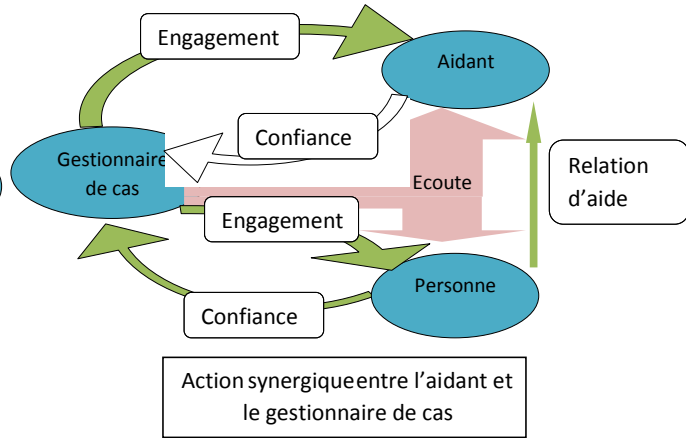 Engagement
Aidant
Confiance
Gestionnaire
de cas
Ecoute
Relation
d'aide
Engagement
Personne
Confiance
Action synergique entre l'aidant et
le gestionnaire de cas